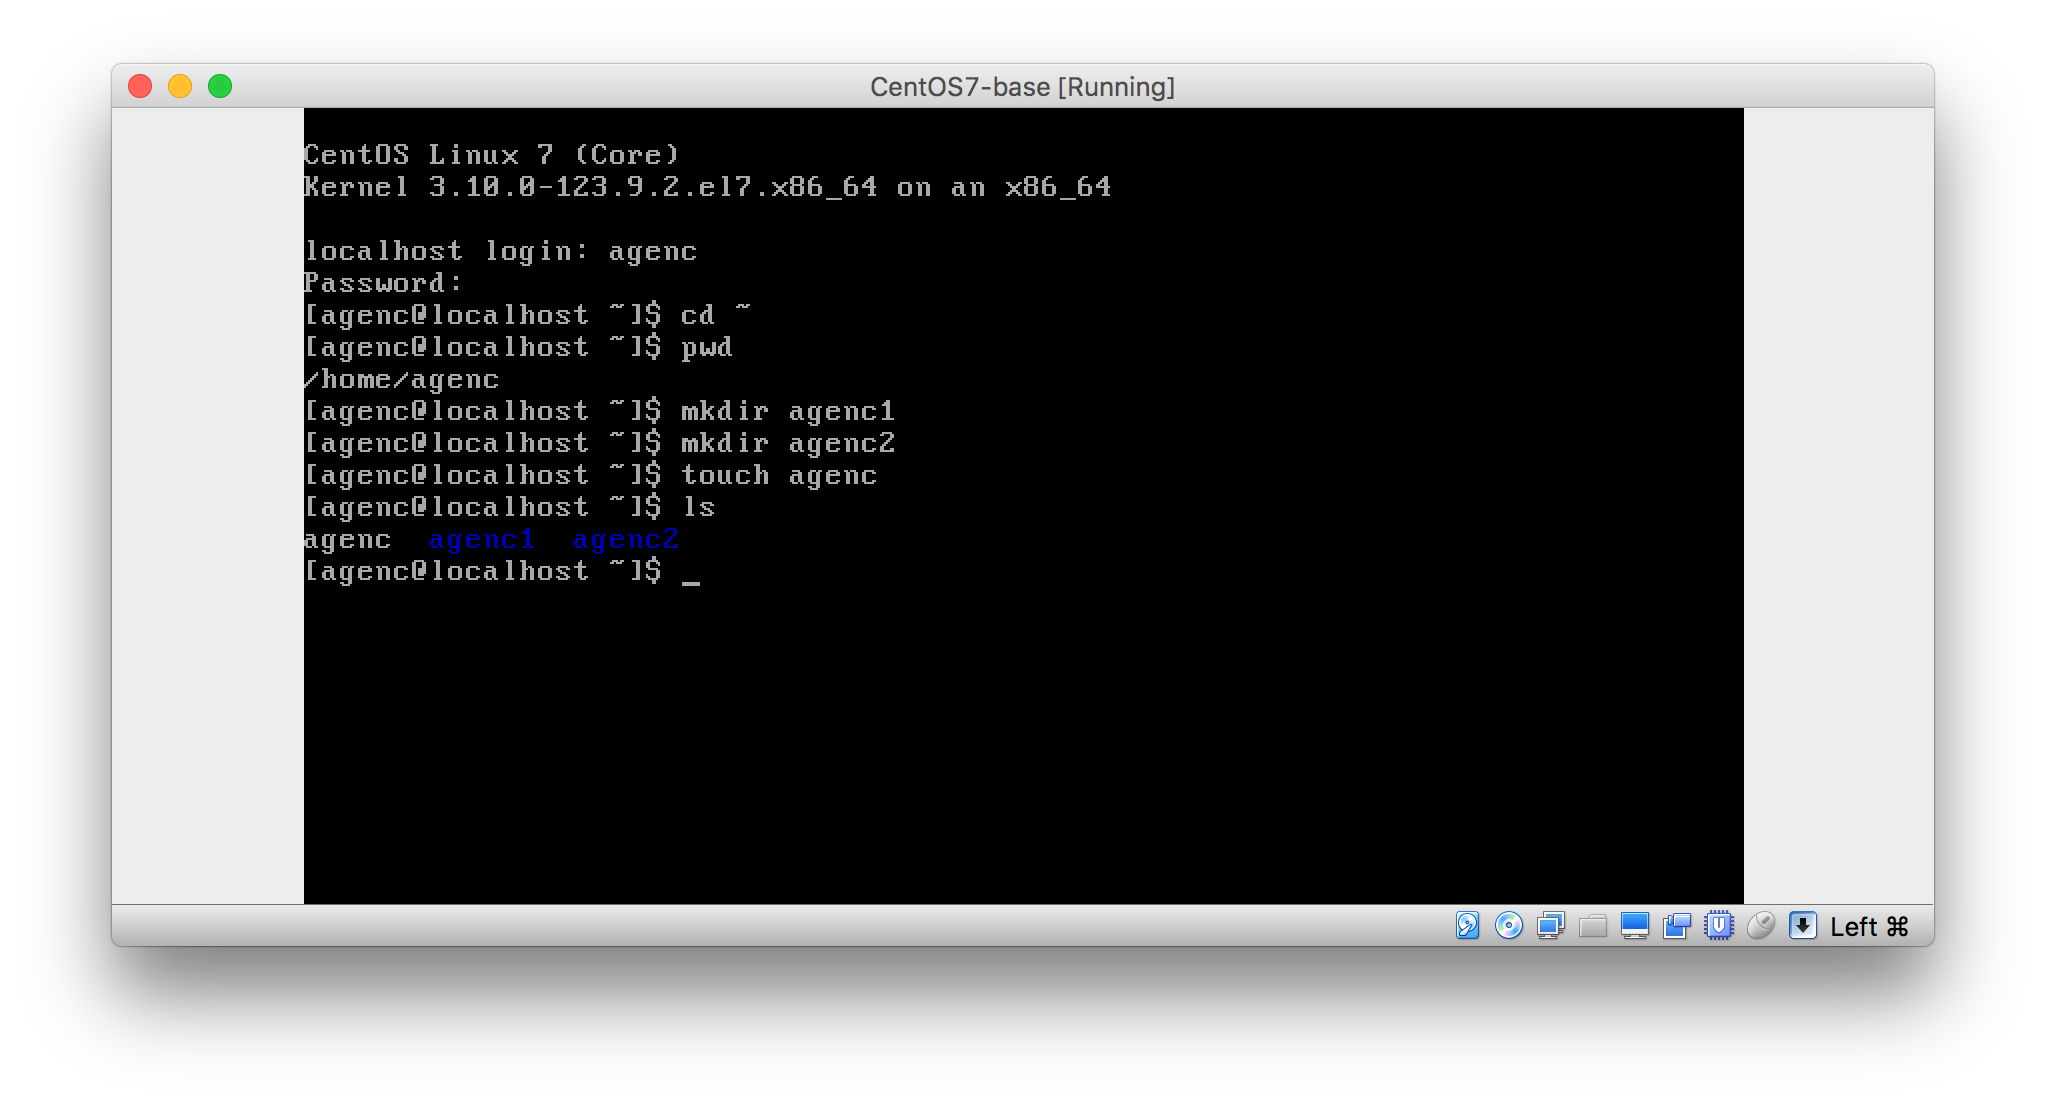 CentOS7-base [Running]
CentOS Linux 7 (Core)
Kernel 3.10.0-123.9.2.el7.x86_64 on an x86_64
localhost login: agenc
Password:
[agenc@localhost ~]$ cd ~
[agenc@localhost ~]$ pwd
/home/agenc
[agenc@localhost ~]$ mkdir agenc1
[agenc@localhost ~]$ mkdir agenc2
[agenc@localhost ~]$ touch agenc
[agenc@localhost ~]$ ls
agenc  agenc1  agenc2
[agenc@localhost ~]$ _
Left ⌘